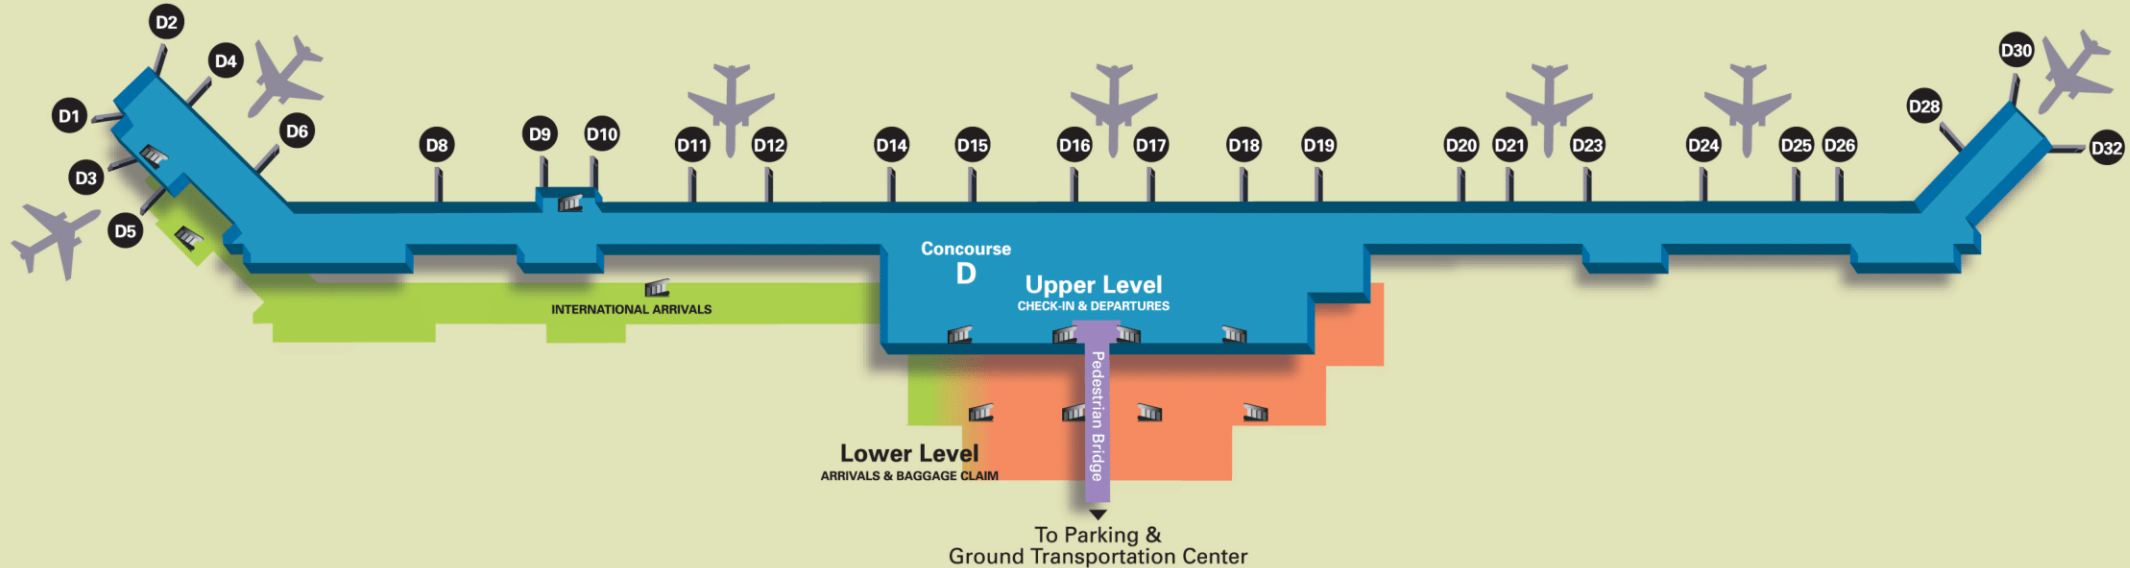 D2
D4
D1
D6
D3
D5
D8
D9
D10
D11
D12
D14
D15
D16
D17
D18
D19
D20
D21
D23
D24
D25
D26
D28
D30
D32
Concourse
D
Upper Level
CHECK-IN & DEPARTURES
INTERNATIONAL ARRIVALS
Pedestrian Bridge
Lower Level
ARRIVALS & BAGGAGE CLAIM
To Parking &
Ground Transportation Center